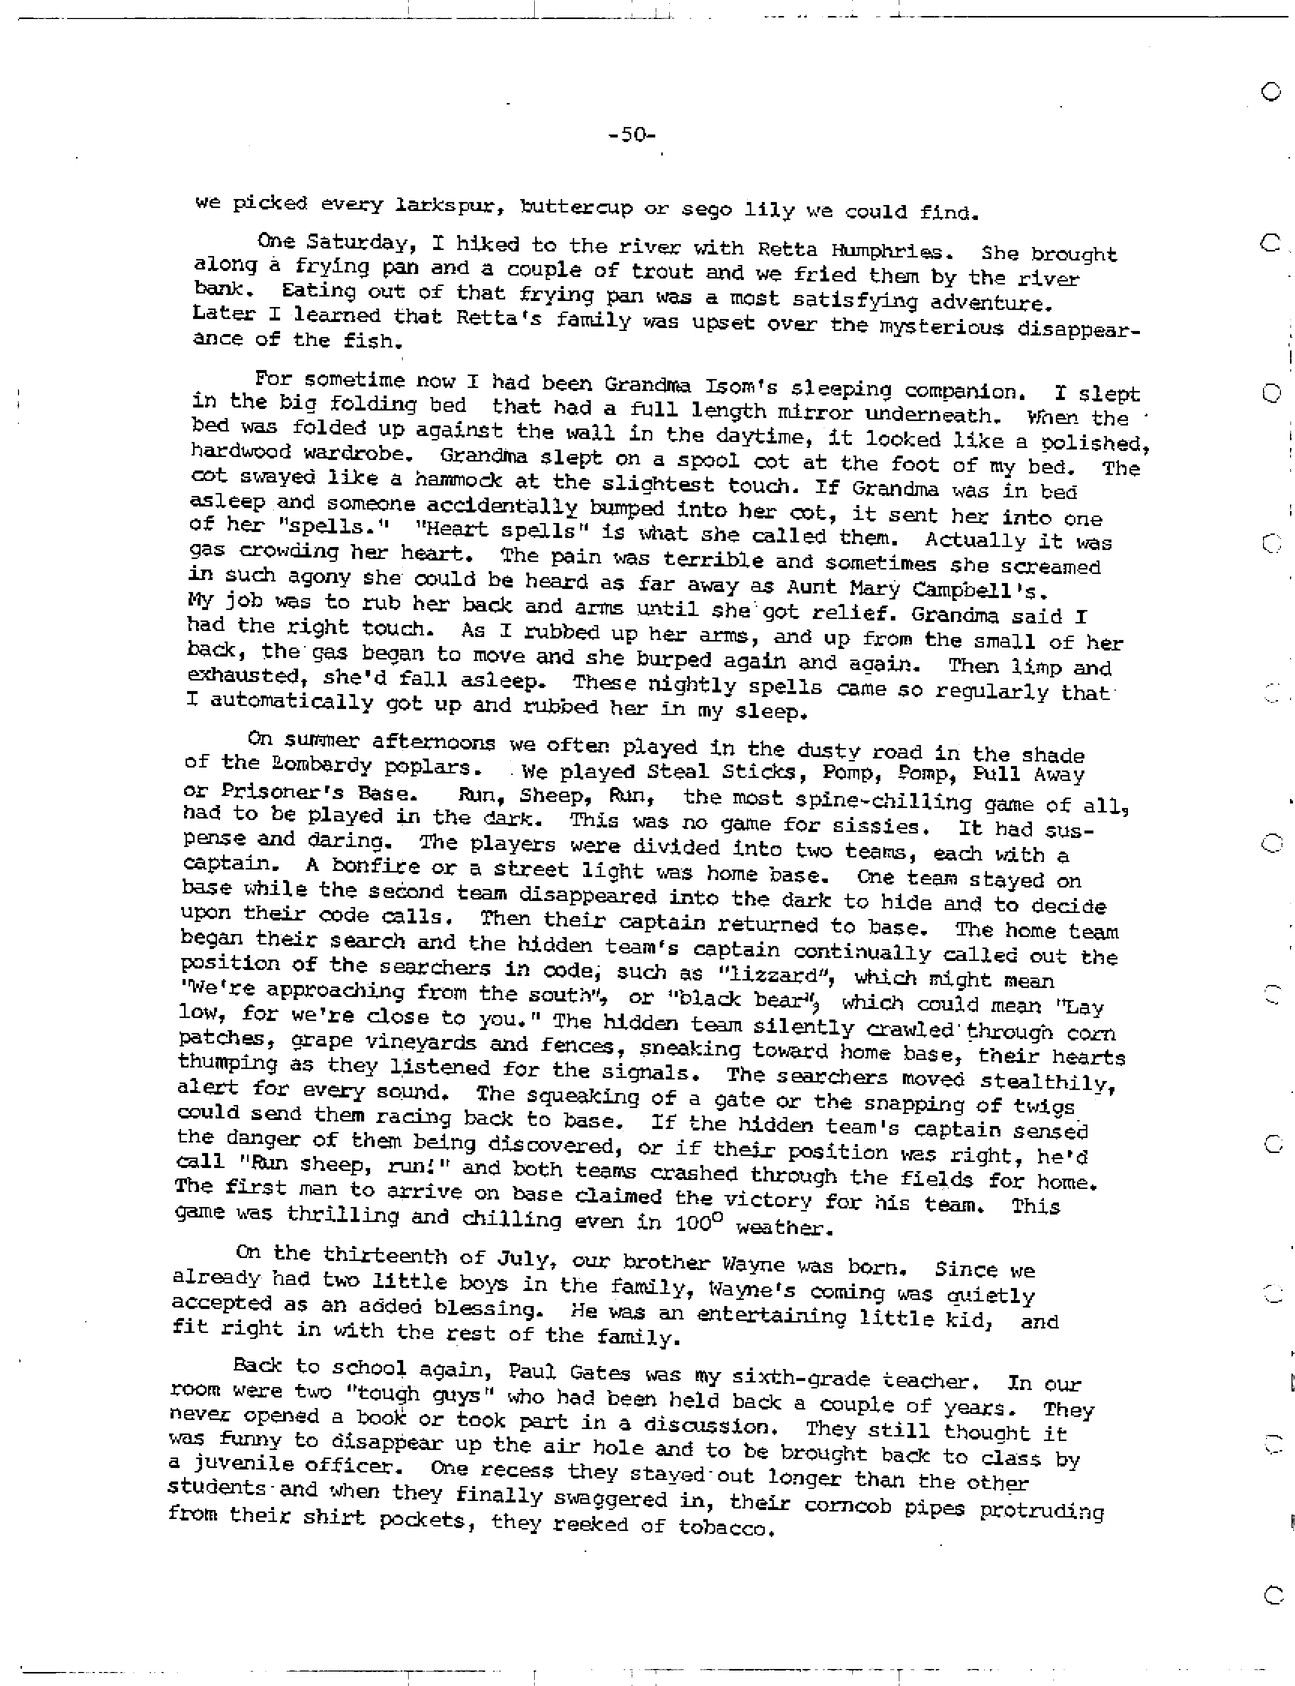 -50-
we picked every larkspur, buttercup or sego lily we could find.
One Saturday, I hiked to the river with Retta Humphries. She brought
along a frying pan and a couple of trout and we fried them by the river
bank. Eating out of that frying pan was a most satisfying adventure.
Later I learned that Retta's family was upset over the mysterious disappear-
ance of the fish.
For sometime now I had been Grandma Isom's sleeping companion. I slept
in the big folding bed that had a full length mirror underneath. When the
bed was folded up against the wall in the daytime, it looked like a polished,
hardwood wardrobe. Grandma slept on a spool cot at the foot of my bed. The
cot swayed like a hammock at the slightest touch. If Grandma was in bed
asleep and someone accidentally bumped into her cot, it sent her into one
of her "spells." "Heart spells" is what she called them. Actually it was
gas crowding her heart. The pain was terrible and sometimes she screamed
in such agony she could be heard as far away as Aunt Mary Campbell's.
My job was to rub her back and arms until she got relief. Grandma said I
had the right touch. As I rubbed up her arms, and up from the small of her
back, the gas began to move and she burped again and again. Then limp and
exhausted, she'd fall asleep. These nightly spells came so regularly that
I automatically got up and rubbed her in my sleep.
On summer afternoons we often played in the dusty road in the shade
of the Lombardy poplars. We played Steal Sticks, Pomp, Pomp, Pull Away
or Prisoner's Base. Run, Sheep, Run, the most spine-chilling game of all,
had to be played in the dark. This was no game for sissies. It had sus-
pense and daring. The players were divided into two teams, each with a
captain. A bonfire or a street light was home base. One team stayed on
base while the second team disappeared into the dark to hide and to decide
upon their code calls. Then their captain returned to base. The home team
began their search and the hidden team's captain continually called out the
position of the searchers in code, such as "lizzard", which might mean
"We're approaching from the south", or "black bear", which could mean "Lay
low, for we're close to you." The hidden team silently crawled through corn
patches, grape vineyards and fences, sneaking toward home base, their hearts
thumping as they listened for the signals. The searchers moved stealthily,
alert for every sound. The squeaking of a gate or the snapping of twigs
could send them racing back to base. If the hidden team's captain sensed
the danger of them being discovered, or if their position was right, he'd
call "Run sheep, run!" and both teams crashed through the fields for home.
The first man to arrive on base claimed the victory for his team. This
game was thrilling and chilling even in 100° weather.
On the thirteenth of July, our brother Wayne was born. Since we
already had two little boys in the family, Wayne's coming was quietly
accepted as an added blessing. He was an entertaining little kid, and
fit right in with the rest of the family.
Back to school again, Paul Gates was my sixth-grade teacher. In our
room were two "tough guys" who had been held back a couple of years. They
never opened a book or took part in a discussion. They still thought it
was funny to disappear up the air hole and to be brought back to class by
a juvenile officer. One recess they stayed out longer than the other
students and when they finally swaggered in, their corncob pipes protruding
from their shirt pockets, they reeked of tobacco.